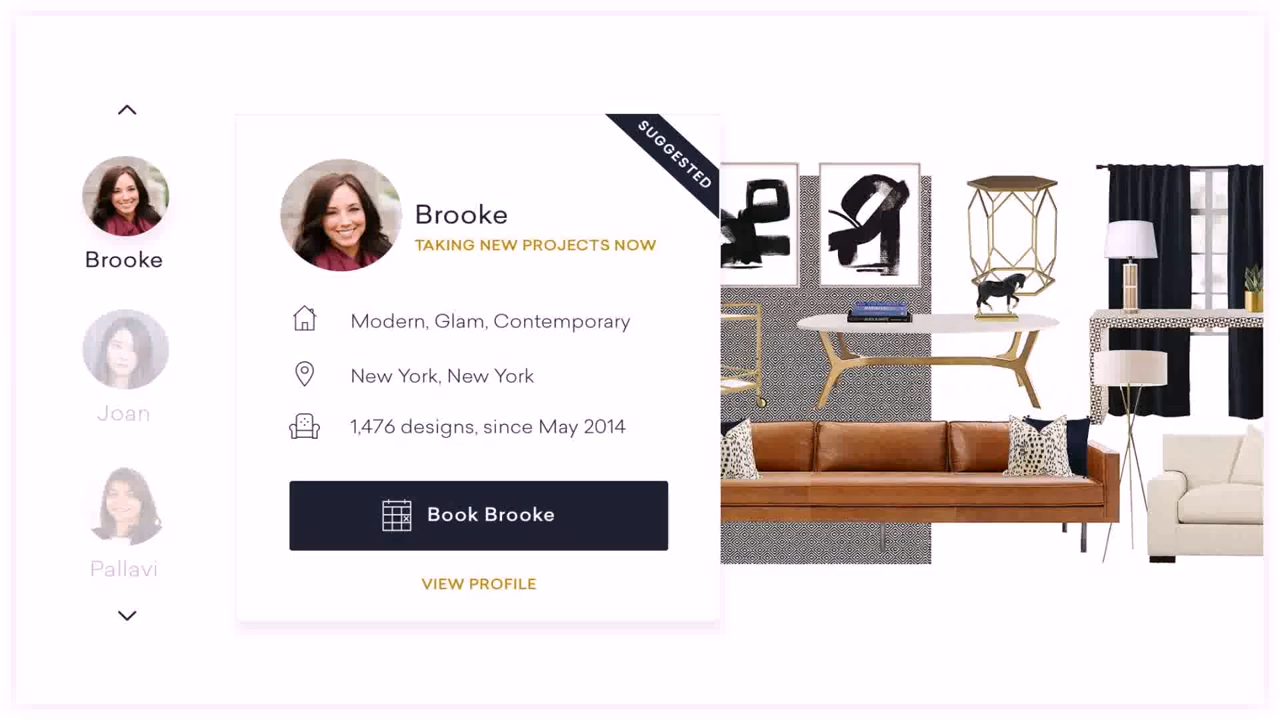 Brooke
Joan
Pallavi
SUGGESTED
Brooke
TAKING NEW PROJECTS NOW
Modern, Glam, Contemporary
New York, New York
1,476 designs, since May 2014
Book Brooke
VIEW PROFILE